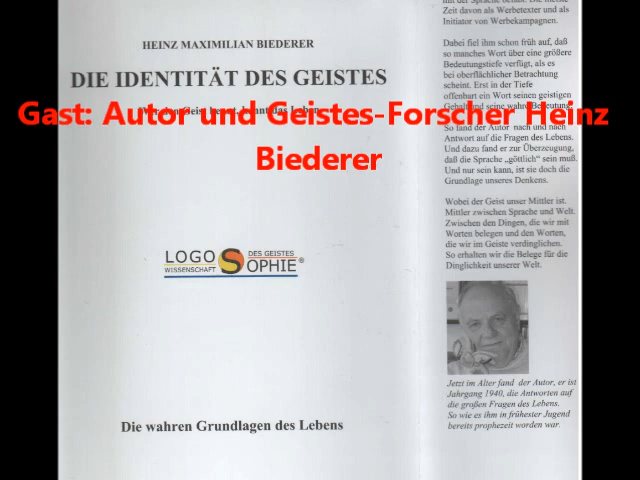 HEINZ MAXIMILIAN BIEDERER
DIE IDENTITÄT DES GEISTES
Gast: Autor und Geistes-Forscher Heinz
Biederer
LOGO
WISSENSCHAFT
SOPHIE®
DES GEISTES
Die wahren Grundlagen des Lebens
Zeit davon als Werbetexter und als
Initiator von Werbekampagnen.
Dabei fiel ihm schon früh auf, daß
so manches Wort über eine größere
Bedeutungstiefe verfügt, als es
bei oberflächlicher Betrachtung
scheint. Erst in der Tiefe
offenbart ein Wort seinen geistigen
Gehalt und seine wahre Bedeutung.
So fand der Autor nach und nach
Antwort auf die Fragen des Lebens.
Und dazu fand er zur Überzeugung,
daß die Sprache „göttlich“ sein muß.
Und nur sein kann, ist sie doch die
Grundlage unseres Denkens.
Wobei der Geist unser Mittler ist.
Mittler zwischen Sprache und Welt.
Zwischen den Dingen, die wir mit
Worten belegen und den Worten,
die wir im Geiste verdinglichen.
So erhalten wir die Belege für die
Dinglichkeit unserer Welt.
Jetzt im Alter fand der Autor, er ist
Jahrgang 1940, die Antworten auf
die großen Fragen des Lebens.
So wie es ihm in frühester Jugend
bereits prophezeit worden war.